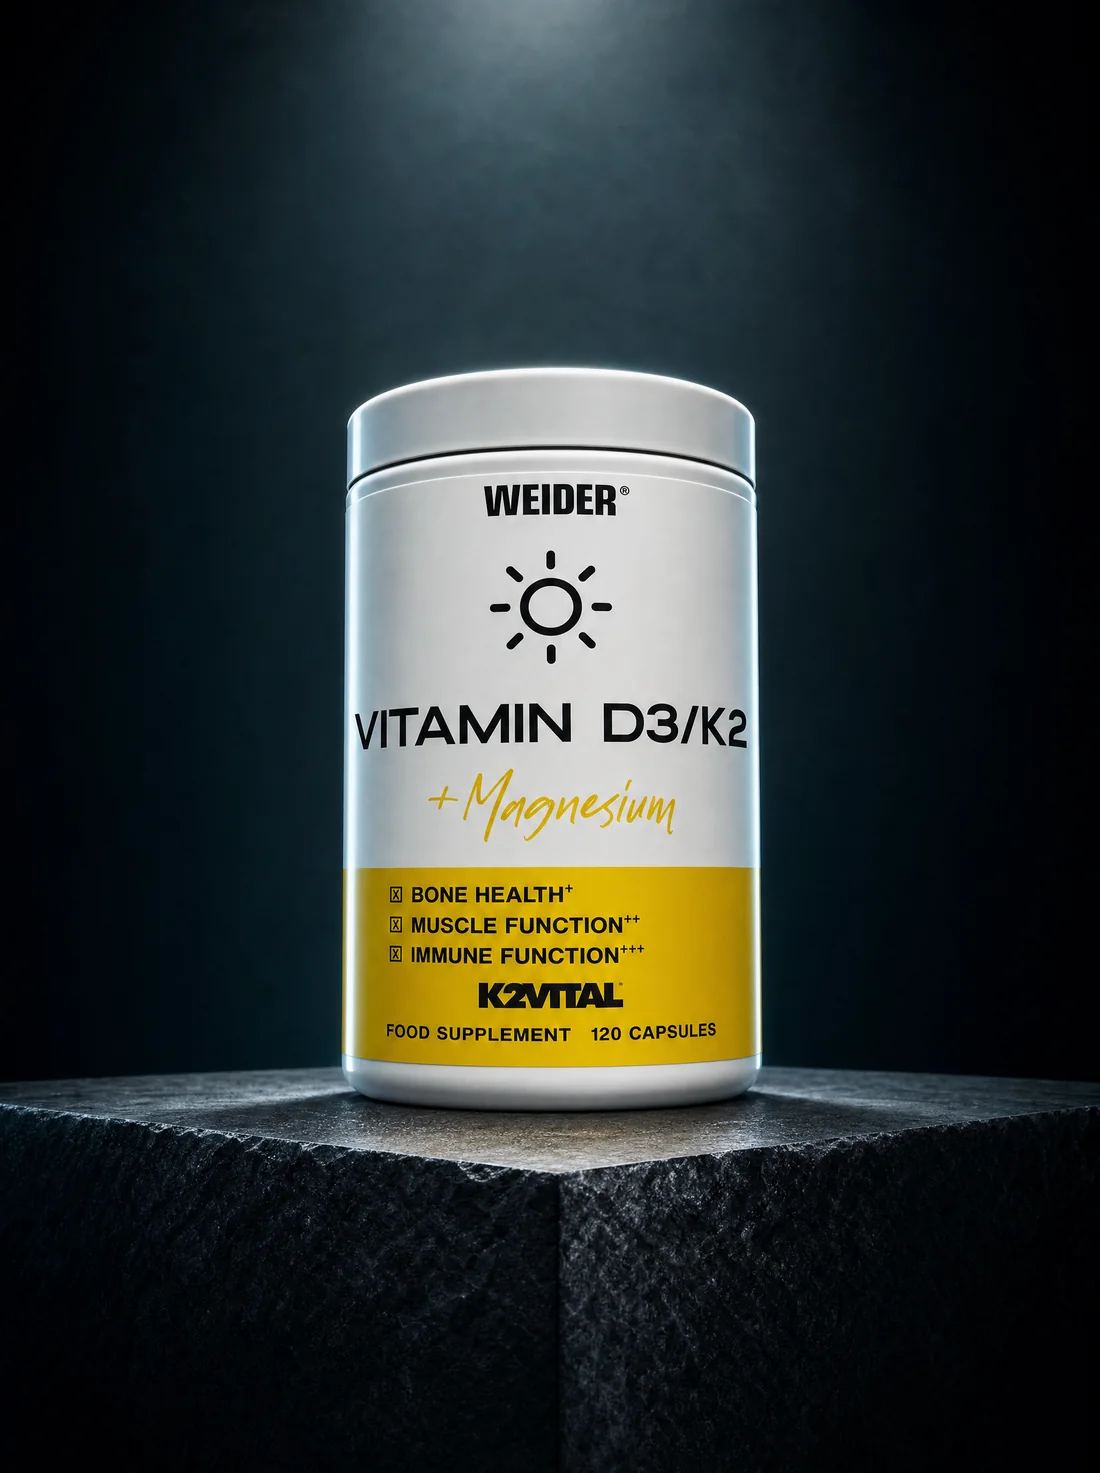 WEIDER®
VITAMIN D3/K2
+Magnesium
☒ BONE HEALTH⁺
☒ MUSCLE FUNCTION⁺⁺
☒ IMMUNE FUNCTION⁺⁺⁺
K2VITAL
FOOD SUPPLEMENT 120 CAPSULES